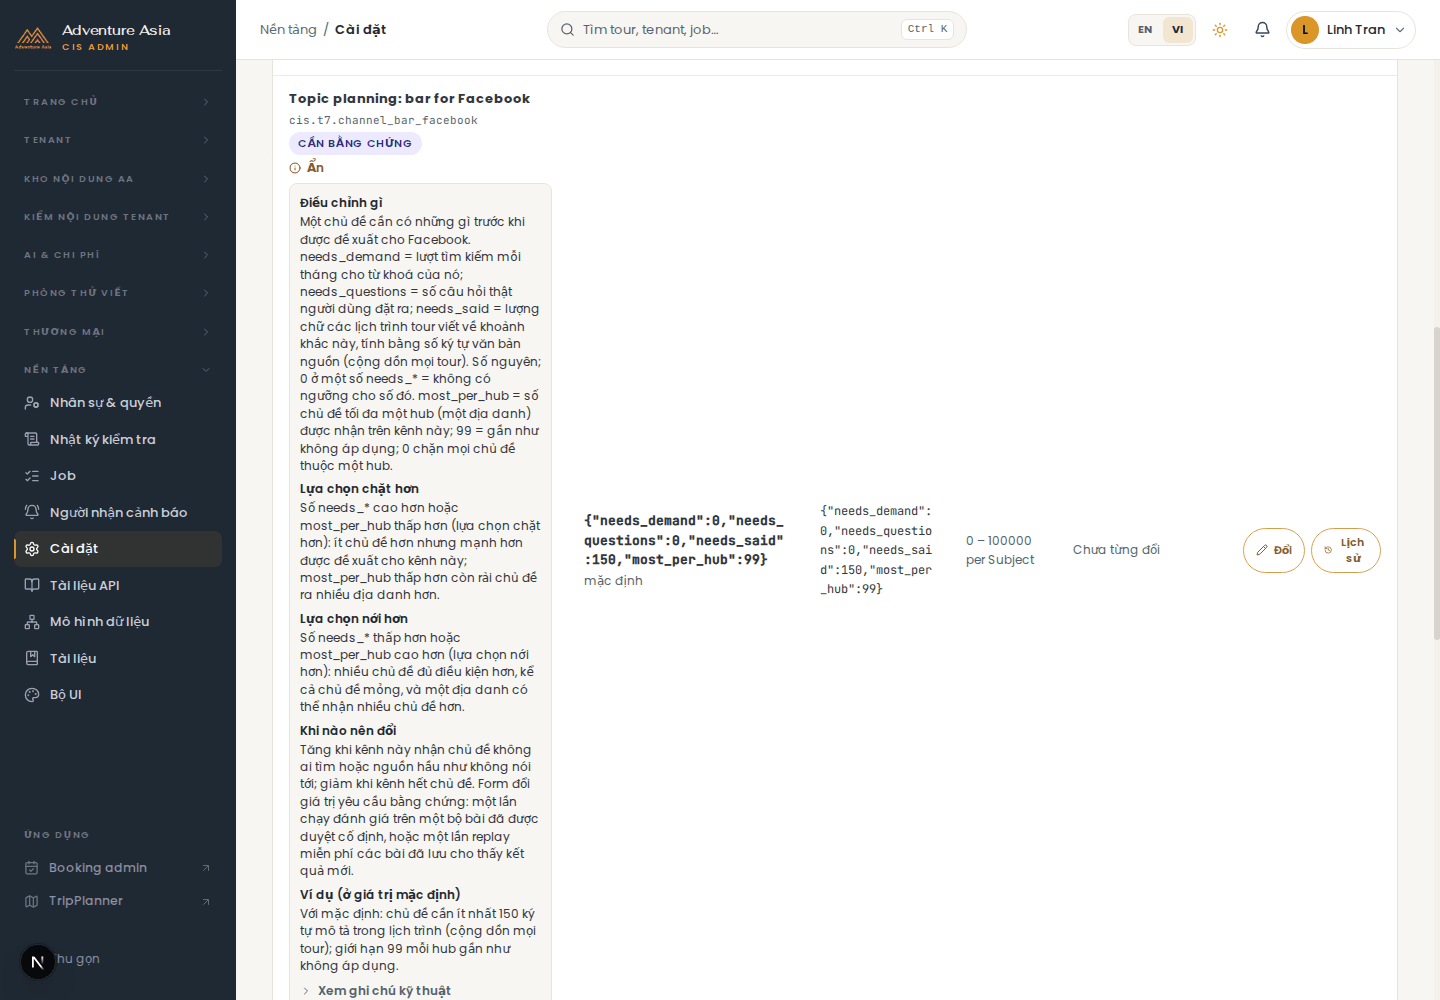 Adventure Asia
CIS ADMIN
TRANG CHỦ
TENANT
KHO NỘI DUNG AA
KIỂM NỘI DUNG TENANT
AI & CHI PHÍ
PHÒNG THỬ VIẾT
THƯƠNG MẠI
NỀN TẢNG
Nhân sự & quyền
Nhật ký kiểm tra
Job
Người nhận cảnh báo
Cài đặt
Tài liệu API
Mô hình dữ liệu
Tài liệu
Bộ UI
ỨNG DỤNG
Booking admin
TripPlanner
N
hu gọn
Nền tảng / Cài đặt
Tìm tour, tenant, job...
Ctrl K
EN
VI
L
Linh Tran
Topic planning: bar for Facebook
cis.t7.channel_bar_facebook
CẦN BẰNG CHỨNG
Ẩn
Điều chỉnh gì
Một chủ đề cần có những gì trước khi
được đề xuất cho Facebook.
needs_demand = lượt tìm kiếm mỗi
tháng cho từ khoá của nó;
needs_questions = số câu hỏi thật
người dùng đặt ra; needs_said = lượng
chữ các lịch trình tour viết về khoảnh
khắc này, tính bằng số ký tự văn bản
nguồn (cộng dồn mọi tour). Số nguyên;
0 ở một số needs_* = không có
ngưỡng cho số đó. most_per_hub = số
chủ đề tối đa một hub (một địa danh)
được nhận trên kênh này; 99 = gần như
không áp dụng; 0 chặn mọi chủ đề
thuộc một hub.
Lựa chọn chặt hơn
Số needs_* cao hơn hoặc
most_per_hub thấp hơn (lựa chọn chặt
hơn): ít chủ đề hơn nhưng mạnh hơn
được đề xuất cho kênh này;
most_per_hub thấp hơn còn rải chủ đề
ra nhiều địa danh hơn.
Lựa chọn nới hơn
Số needs_* thấp hơn hoặc
most_per_hub cao hơn (lựa chọn nới
hơn): nhiều chủ đề đủ điều kiện hơn, kể
cả chủ đề mỏng, và một địa danh có
thể nhận nhiều chủ đề hơn.
Khi nào nên đổi
Tăng khi kênh này nhận chủ đề không
ai tìm hoặc nguồn hầu như không nói
tới; giảm khi kênh hết chủ đề. Form đổi
giá trị yêu cầu bằng chứng: một lần
chạy đánh giá trên một bộ bài đã được
duyệt cố định, hoặc một lần replay
miễn phí các bài đã lưu cho thấy kết
quả mới.
Ví dụ (ở giá trị mặc định)
Với mặc định: chủ đề cần ít nhất 150 ký
tự mô tả trong lịch trình (cộng dồn mọi
tour); giới hạn 99 mỗi hub gần như
không áp dụng.
Xem ghi chú kỹ thuật
{"needs_demand":0,"needs_
questions":0,"needs_said"
:150,"most_per_hub":99}
mặc định
{"needs_demand":
0,"needs_questio
ns":0,"needs_sai
d":150,"most_per
_hub":99}
0 – 100000
per Subject
Chưa từng đổi
Đổi
Lịch
sử